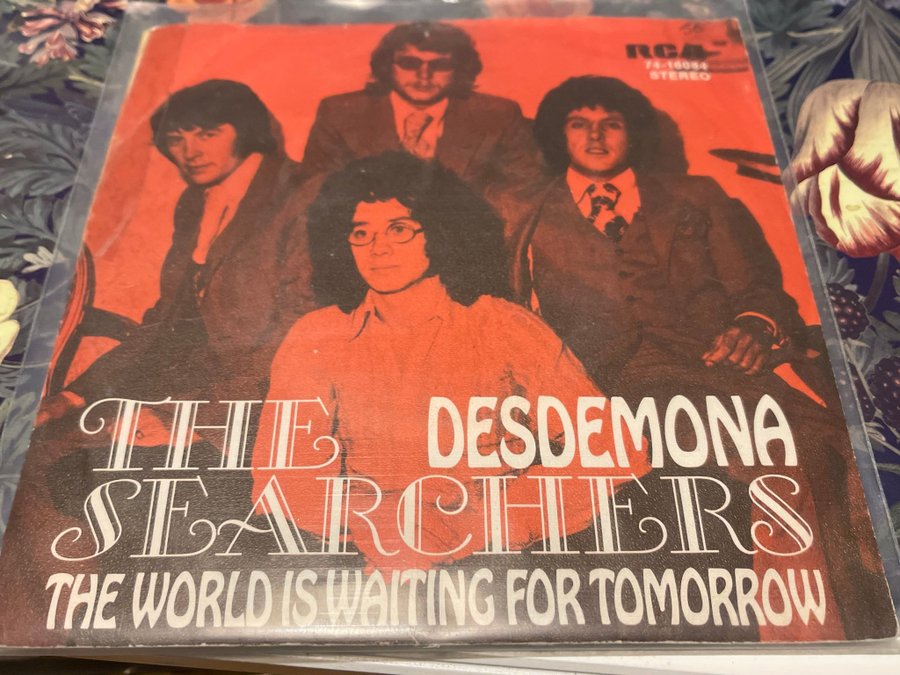 RCA
74-16084
STEREO
THE DESDEMONA
SEARCHERS
THE WORLD IS WAITING FOR TOMORROW